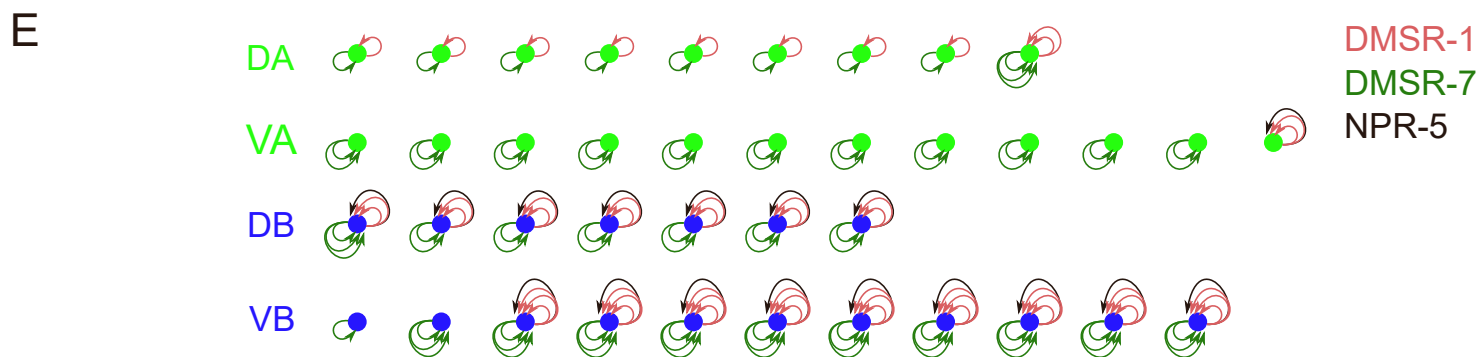 E
DA
VA
DB
VB
DMSR-1
DMSR-7
NPR-5